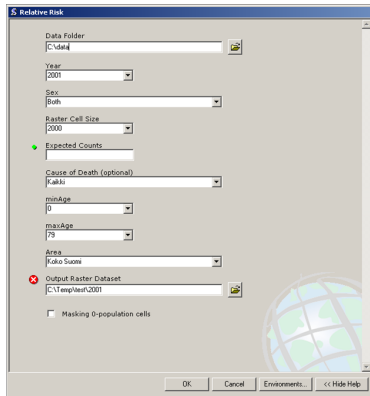 Relative Risk
Data Folder
C:\data
Year
2001
Sex
Both
Raster Cell Size
2000
Expected Counts
Cause of Death (optional)
Kaikki
minAge
0
maxAge
79
Area
Koko Suomi
Output Raster Dataset
C:\Temp\test\2001
Masking 0-population cells
OK
Cancel
Environments...
<< Hide Help